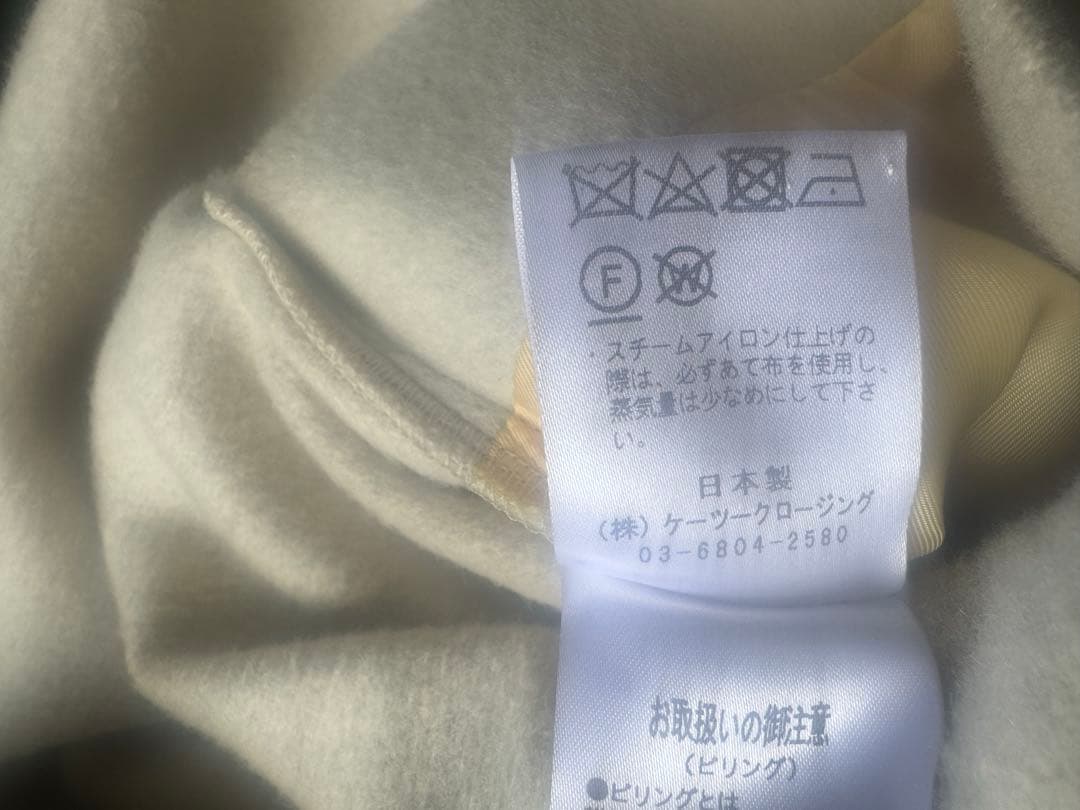 F W
・スチームアイロン仕上げの
際は、必ずあて布を使用し、
蒸気量は少なめにして下さ
い。
日本製
(株)ケーツークロージング
03-6804-2580
お取扱いの御注意
(ピリング)
●ピリングとは